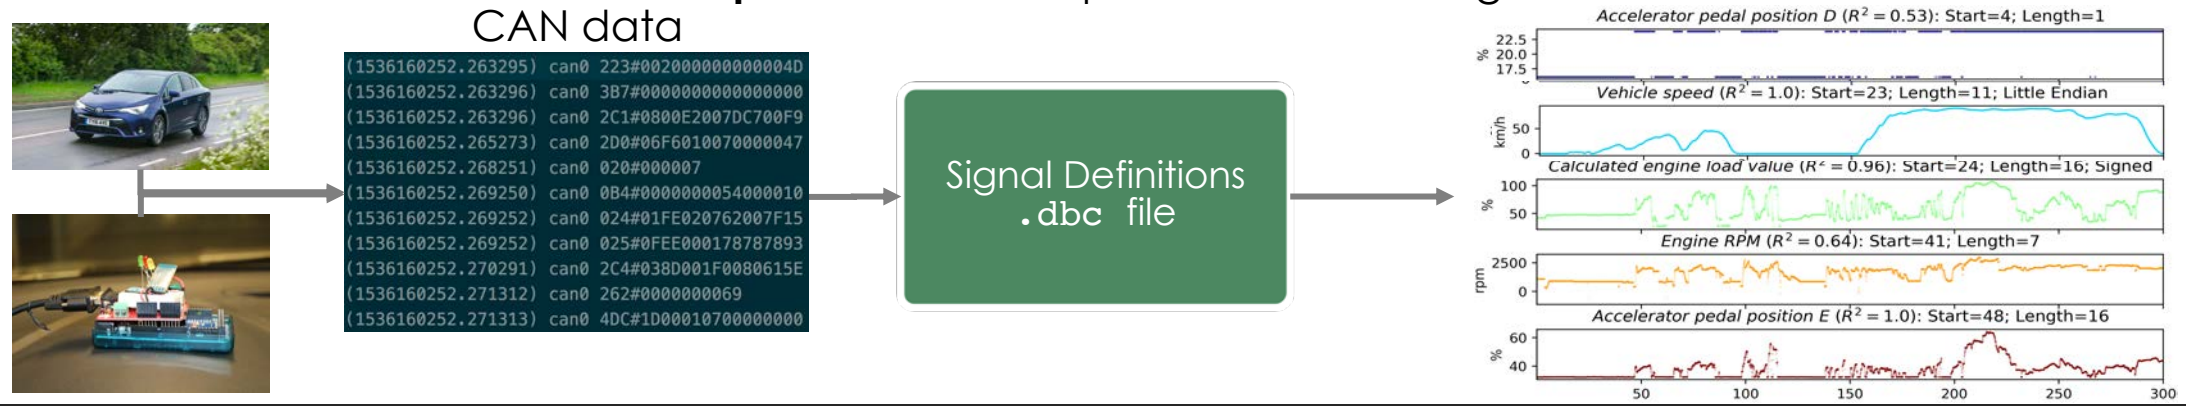 CAN data
(1536160252.263295) can0 223#002000000000004D
(1536160252.263296) can0 3B7#0000000000000000
(1536160252.263296) can0 2C1#0800E2007DC700F9
(1536160252.265273) can0 2D0#06F6010070000047
(1536160252.268251) can0 020#000007
(1536160252.269250) can0 0B4#0000000054000010
(1536160252.269252) can0 024#01FE020762007F15
(1536160252.269252) can0 025#0FEE000178787893
(1536160252.270291) can0 2C4#038D001F0080615E
(1536160252.271312) can0 262#0000000069
(1536160252.271313) can0 4DC#1D00010700000000
Signal Definitions
.dbc file
Accelerator pedal position D (R² = 0.53): Start=4; Length=1
%
22.5
20.0
17.5
Vehicle speed (R² = 1.0): Start=23; Length=11; Little Endian
km/h
50
0
Calculated engine load value (R² = 0.96): Start=24; Length=16; Signed
%
100
50
Engine RPM (R² = 0.64): Start=41; Length=7
rpm
2500
0
Accelerator pedal position E (R² = 1.0): Start=48; Length=16
%
60
40
50 100 150 200 250 300